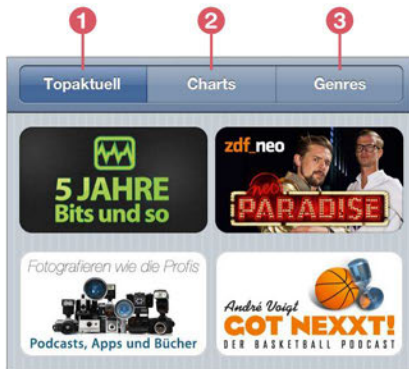 1 2 3
Topaktuell Charts Genres
5 JAHRE
Bits und so
zdf_neo
neo
PARADISE
Fotografieren wie die Profis
Podcasts, Apps und Bücher
André Voigt
GOT NEXXT!
DER BASKETBALL PODCAST